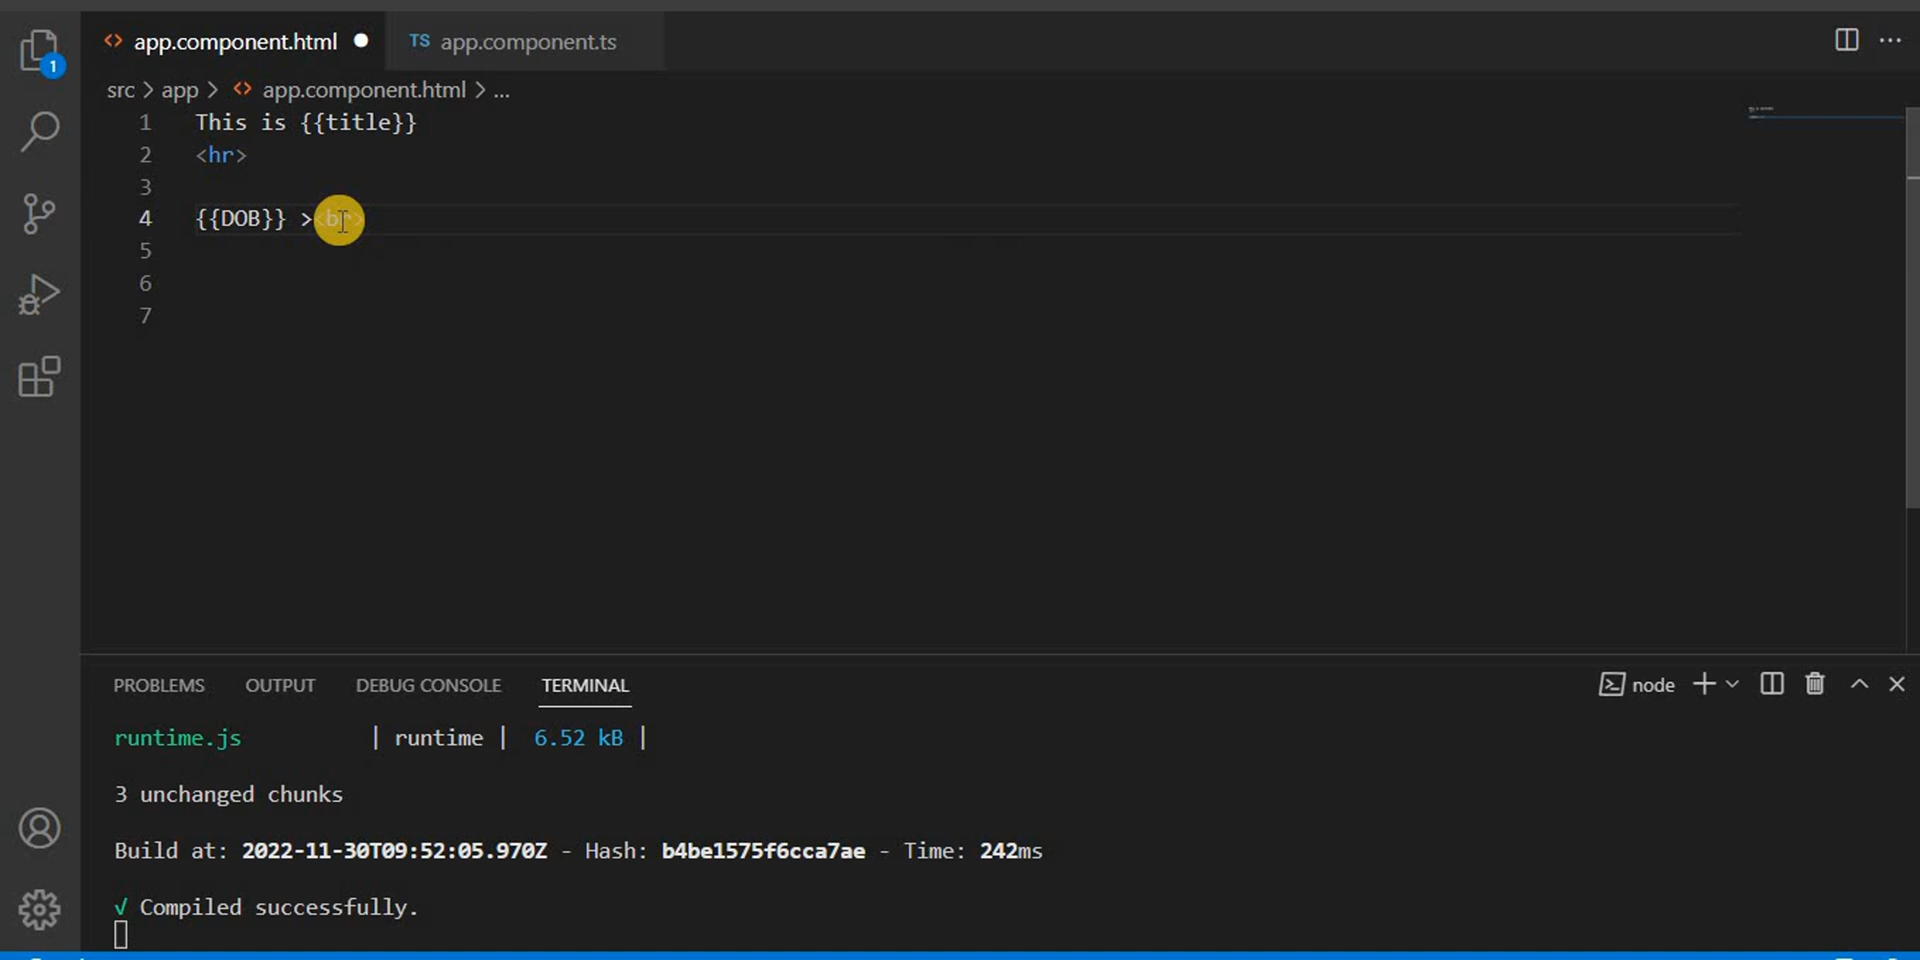 app.component.html
TS app.component.ts
1
src > app > <> app.component.html > ...
1 This is {{title}}
2 <hr>
3
4 {{DOB}} ><br>
5
6
7
PROBLEMS OUTPUT DEBUG CONSOLE TERMINAL
node
runtime.js | runtime | 6.52 kB |
3 unchanged chunks
Build at: 2022-11-30T09:52:05.970Z - Hash: b4be1575f6cca7ae - Time: 242ms
√ Compiled successfully.